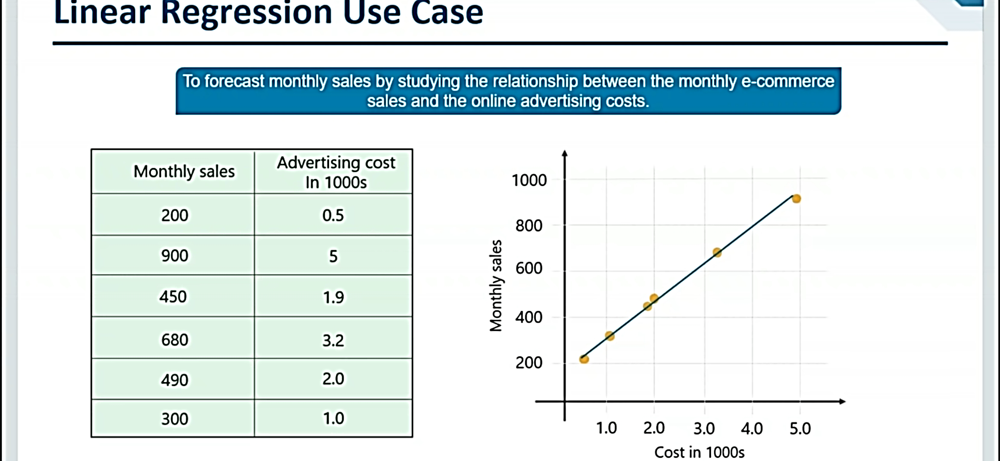 Linear Regression Use Case
To forecast monthly sales by studying the relationship between the monthly e-commerce
sales and the online advertising costs.
Monthly sales
Advertising cost
In 1000s
200
0.5
900
5
450
1.9
680
3.2
490
2.0
300
1.0
Monthly sales
1000
800
600
400
200
1.0 2.0 3.0 4.0 5.0
Cost in 1000s